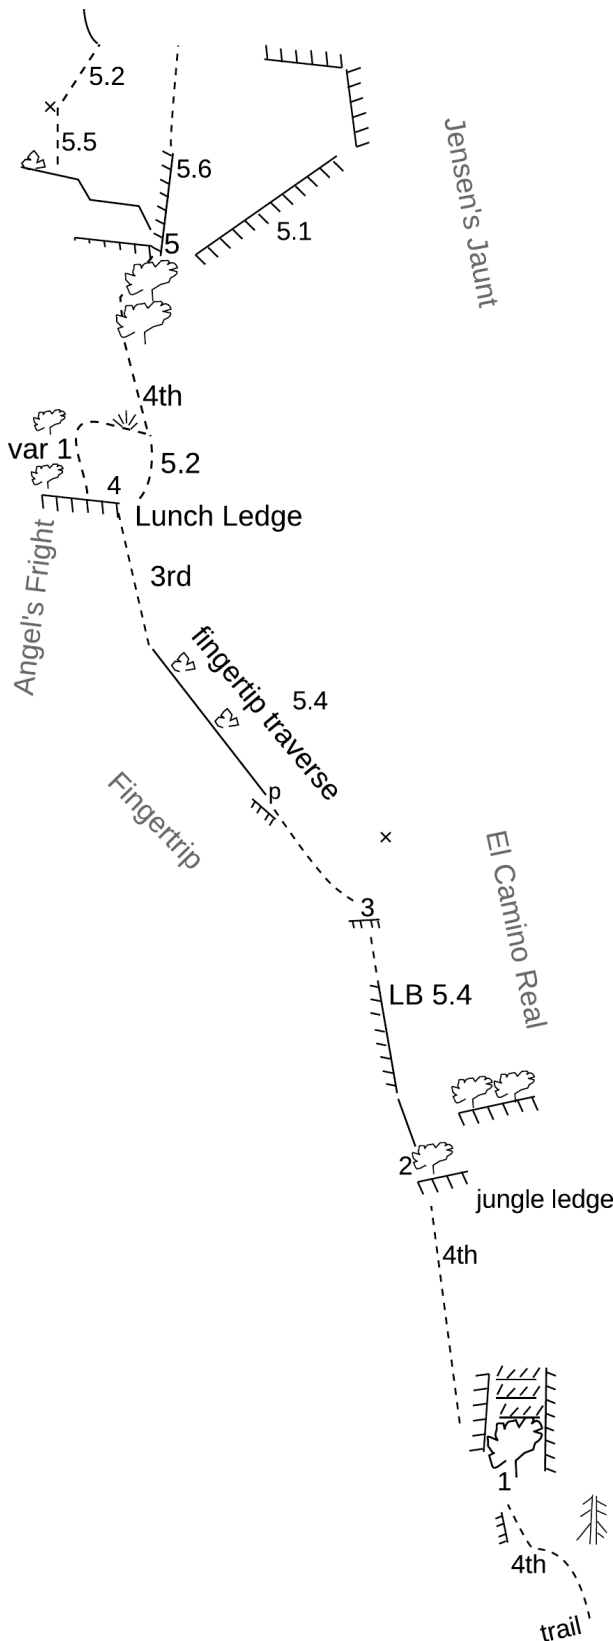 5.2
5.5
5.6
Jensen's Jaunt
5.1
5
4th
var 1
5.2
4
Lunch Ledge
Angel's Fright
3rd
fingertip traverse
5.4
Fingertrip
p
3
El Camino Real
LB 5.4
2
jungle ledge
4th
1
4th
trail